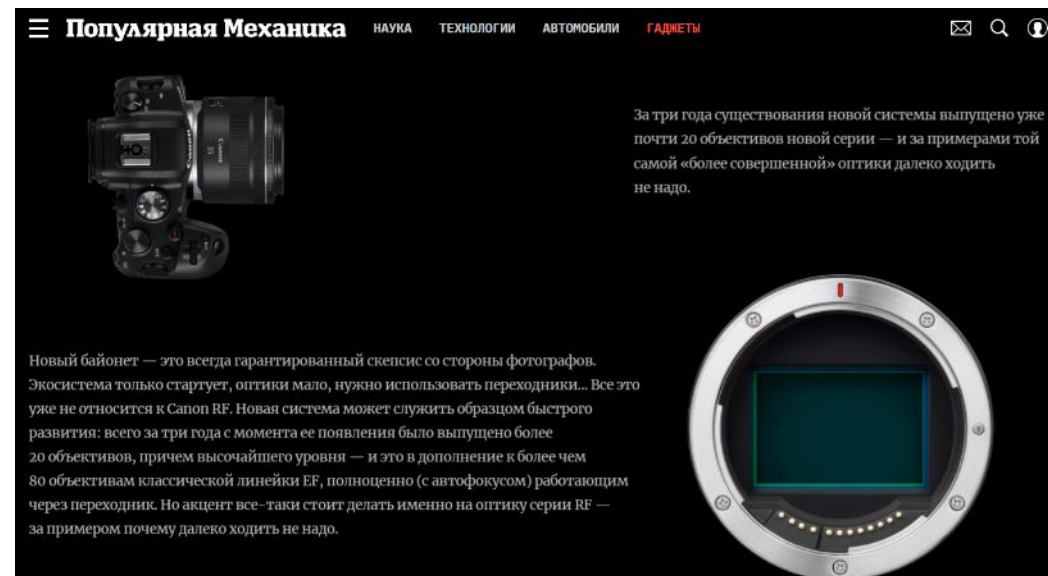 Популярная Механика НАУКА ТЕХНОЛОГИИ АВТОМОБИЛИ ГАДЖЕТЫ
За три года существования новой системы выпущено уже
почти 20 объективов новой серии — и за примерами той
самой «более совершенной» оптики далеко ходить
не надо.
Canon
Canon
35
Новый байонет — это всегда гарантированный скепсис со стороны фотографов.
Экосистема только стартует, оптики мало, нужно использовать переходники... Все это
уже не относится к Canon RF. Новая система может служить образцом быстрого
развития: всего за три года с момента ее появления было выпущено более
20 объективов, причем высочайшего уровня — и это в дополнение к более чем
80 объективам классической линейки EF, полноценно (с автофокусом) работающим
через переходник. Но акцент все-таки стоит делать именно на оптику серии RF —
за примером почему далеко ходить не надо.